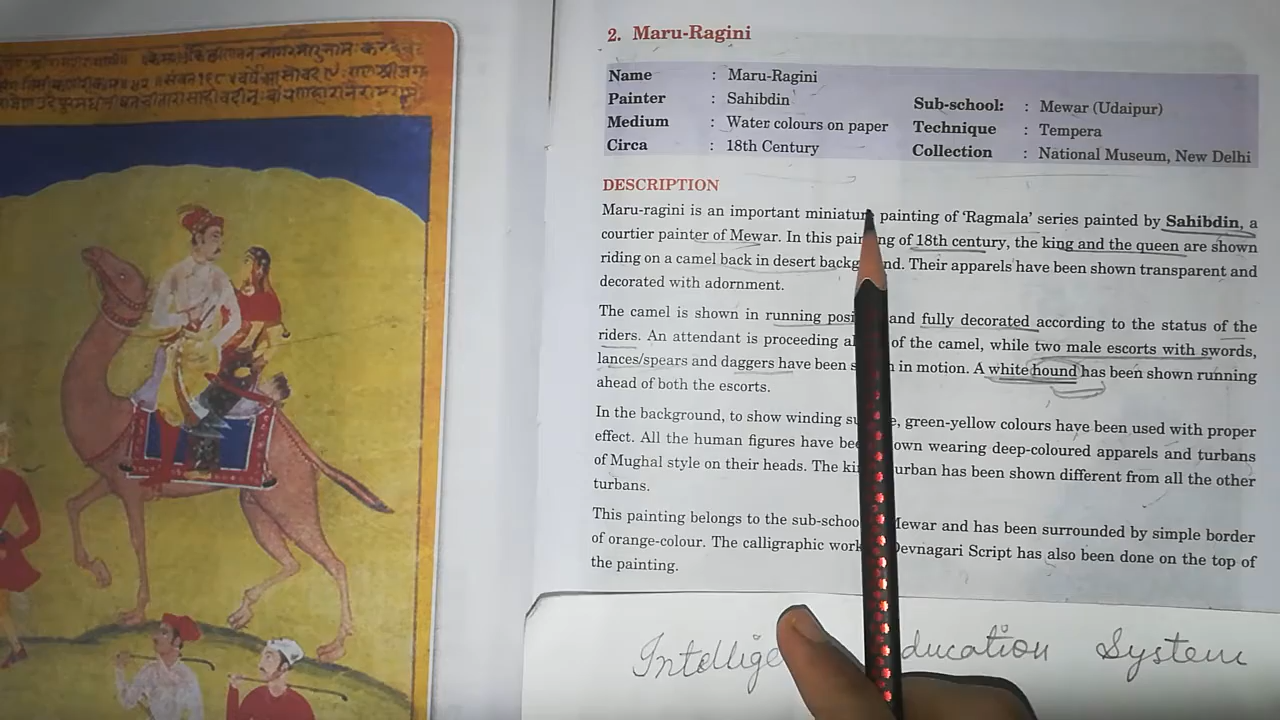 2. Maru-Ragini
Name : Maru-Ragini
Painter : Sahibdin
Sub-school: : Mewar (Udaipur)
Medium : Water colours on paper
Technique : Tempera
Circa : 18th Century
Collection : National Museum, New Delhi
DESCRIPTION
Maru-ragini is an important miniature painting of 'Ragmala' series painted by Sahibdin, a
courtier painter of Mewar. In this pain ng of 18th century, the king and the queen are shown
riding on a camel back in desert backg nd. Their apparels have been shown transparent and
decorated with adornment.
The camel is shown in running posi and fully decorated according to the status of the
riders. An attendant is proceeding a of the camel, while two male escorts with swords,
lances/spears and daggers have been s n in motion. A white hound has been shown running
ahead of both the escorts.
In the background, to show winding su e, green-yellow colours have been used with proper
effect. All the human figures have bee own wearing deep-coloured apparels and turbans
of Mughal style on their heads. The ki urban has been shown different from all the other
turbans.
This painting belongs to the sub-schoo Mewar and has been surrounded by simple border
of orange-colour. The calligraphic work Devnagari Script has also been done on the top of
the painting.
Intellige ducation System